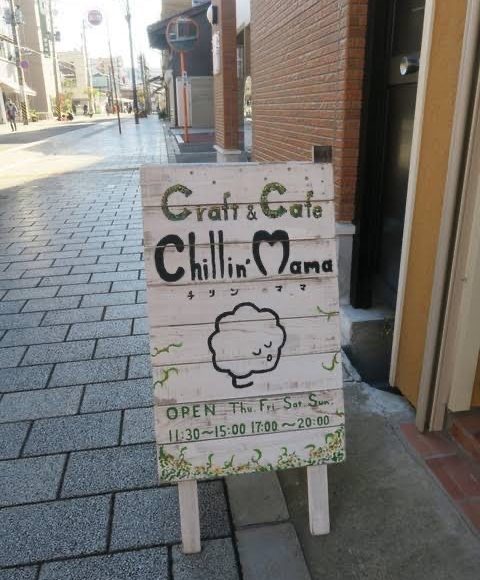 Craft & Cafe
Chillin' Mama
チリン ママ
OPEN Thu. Fri Sat. Sun.
11:30～15:00 17:00～20:00